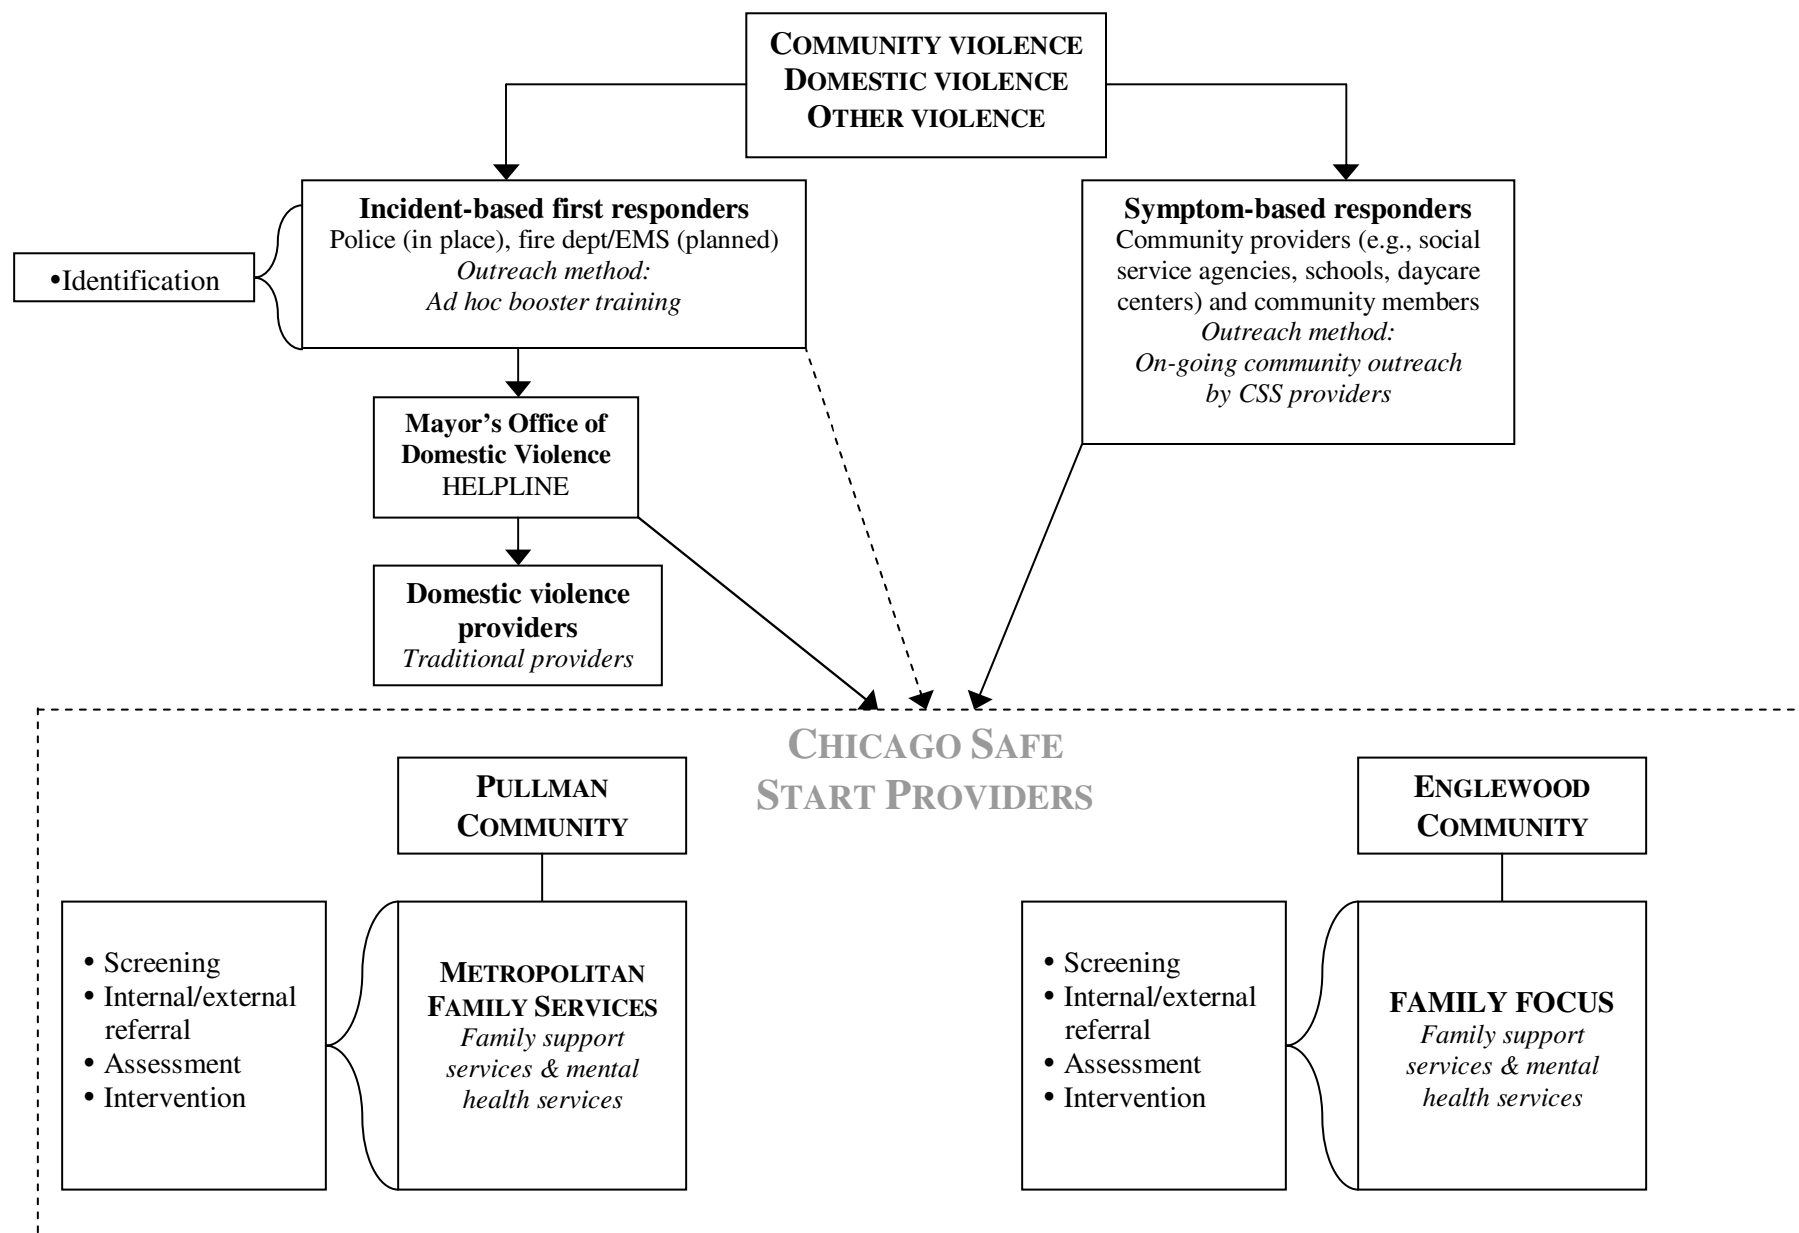 COMMUNITY VIOLENCE
DOMESTIC VIOLENCE
OTHER VIOLENCE
Incident-based first responders
Police (in place), fire dept/EMS (planned)
Outreach method:
Ad hoc booster training
•Identification
Symptom-based responders
Community providers (e.g., social
service agencies, schools, daycare
centers) and community members
Outreach method:
On-going community outreach
by CSS providers
Mayor’s Office of
Domestic Violence
HELPLINE
Domestic violence
providers
Traditional providers
CHICAGO SAFE
START PROVIDERS
PULLMAN
COMMUNITY
• Screening
• Internal/external
referral
• Assessment
• Intervention
METROPOLITAN
FAMILY SERVICES
Family support
services & mental
health services
ENGLEWOOD
COMMUNITY
• Screening
• Internal/external
referral
• Assessment
• Intervention
FAMILY FOCUS
Family support
services & mental
health services